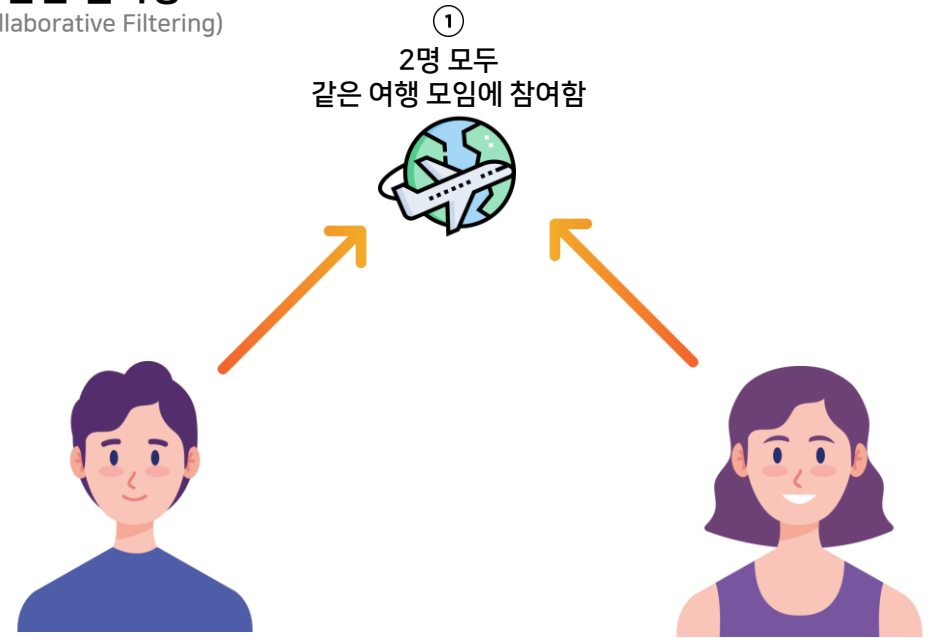 llaborative Filtering)
①
2명 모두
같은 여행 모임에 참여함